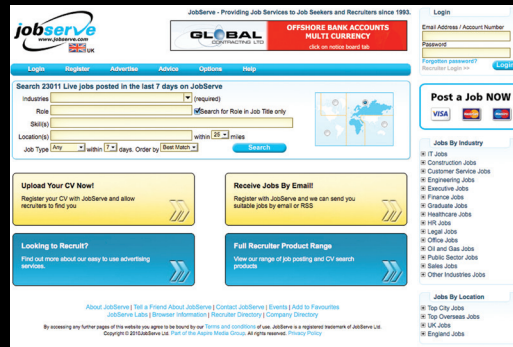 JobServe - Providing Job Services to Job Seekers and Recruiters since 1993.
jobserve
www.jobserve.com
UK
GLOBAL
CONTRACTING LTD
OFFSHORE BANK ACCOUNTS
MULTI CURRENCY
click on notice board tab
Login
Email Address / Account Number
Password
Forgotten password?
Recruiter Login >>
Login
Login
Register
Advertise
Advice
Options
Help
Search 23011 Live jobs posted in the last 7 days on JobServe
Industries
(required)
Role
Search for Role in Job Title only
Skill(s)
Location(s)
within 25 miles
Job Type Any within 7 days. Order by Best Match
Search
Post a Job NOW
VISA
Upload Your CV Now!
Register your CV with JobServe and allow
recruiters to find you
Receive Jobs By Email!
Register with JobServe and we can send you
suitable jobs by email or RSS
Looking to Recruit?
Find out more about our easy to use advertising
services.
Full Recruiter Product Range
View our range of job posting and CV search
products
Jobs By Industry
IT Jobs
Construction Jobs
Customer Service Jobs
Engineering Jobs
Executive Jobs
Finance Jobs
Graduate Jobs
Healthcare Jobs
HR Jobs
Legal Jobs
Office Jobs
Oil and Gas Jobs
Public Sector Jobs
Sales Jobs
Other Industries Jobs
Jobs By Location
Top City Jobs
Top Overseas Jobs
UK Jobs
England Jobs
About JobServe | Tell a Friend About JobServe | Contact JobServe | Events | Add to Favourites
JobServe Labs | Browser Information | Recruiter Directory | Company Directory
By accessing any further pages of this website you agree to be bound by our Terms and conditions of use. JobServe is a registered trademark of JobServe Ltd.
Copyright © 2010JobServe Ltd. Part of the Aspire Media Group. All rights reserved. Privacy Policy